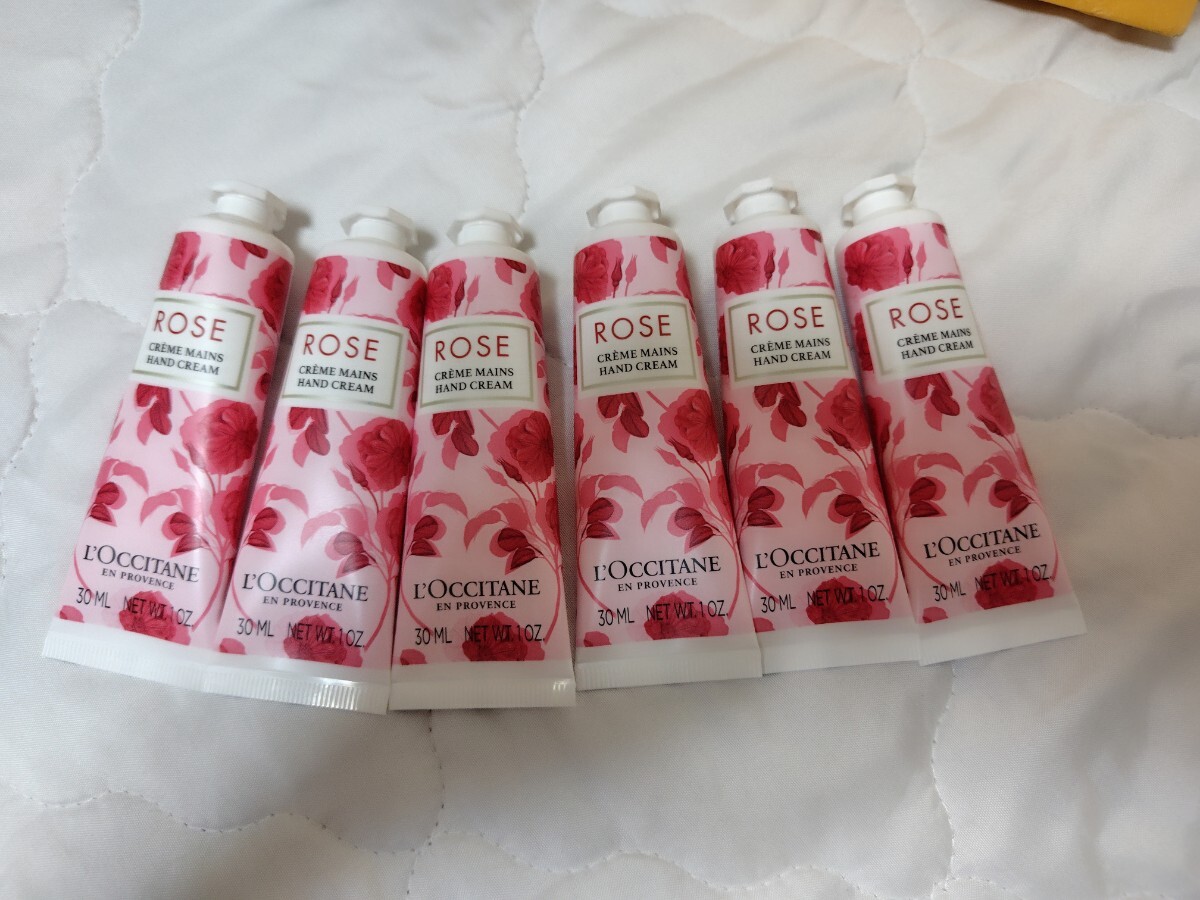 ROSE
CRÈME MAINS
HAND CREAM
L'OCCITANE
EN PROVENCE
30 ML NET WT. 1 OZ.
ROSE
CRÈME MAINS
HAND CREAM
L'OCCITANE
EN PROVENCE
30 ML NET WT. 1 OZ.
ROSE
CRÈME MAINS
HAND CREAM
L'OCCITANE
EN PROVENCE
30 ML NET WT. 1 OZ.
ROSE
CRÈME MAINS
HAND CREAM
L'OCCITANE
EN PROVENCE
30 ML NET WT. 1 OZ.
ROSE
CRÈME MAINS
HAND CREAM
L'OCCITANE
EN PROVENCE
30 ML NET WT. 1 OZ.
ROSE
CRÈME MAINS
HAND CREAM
L'OCCITANE
EN PROVENCE
30 ML NET WT. 1 OZ.